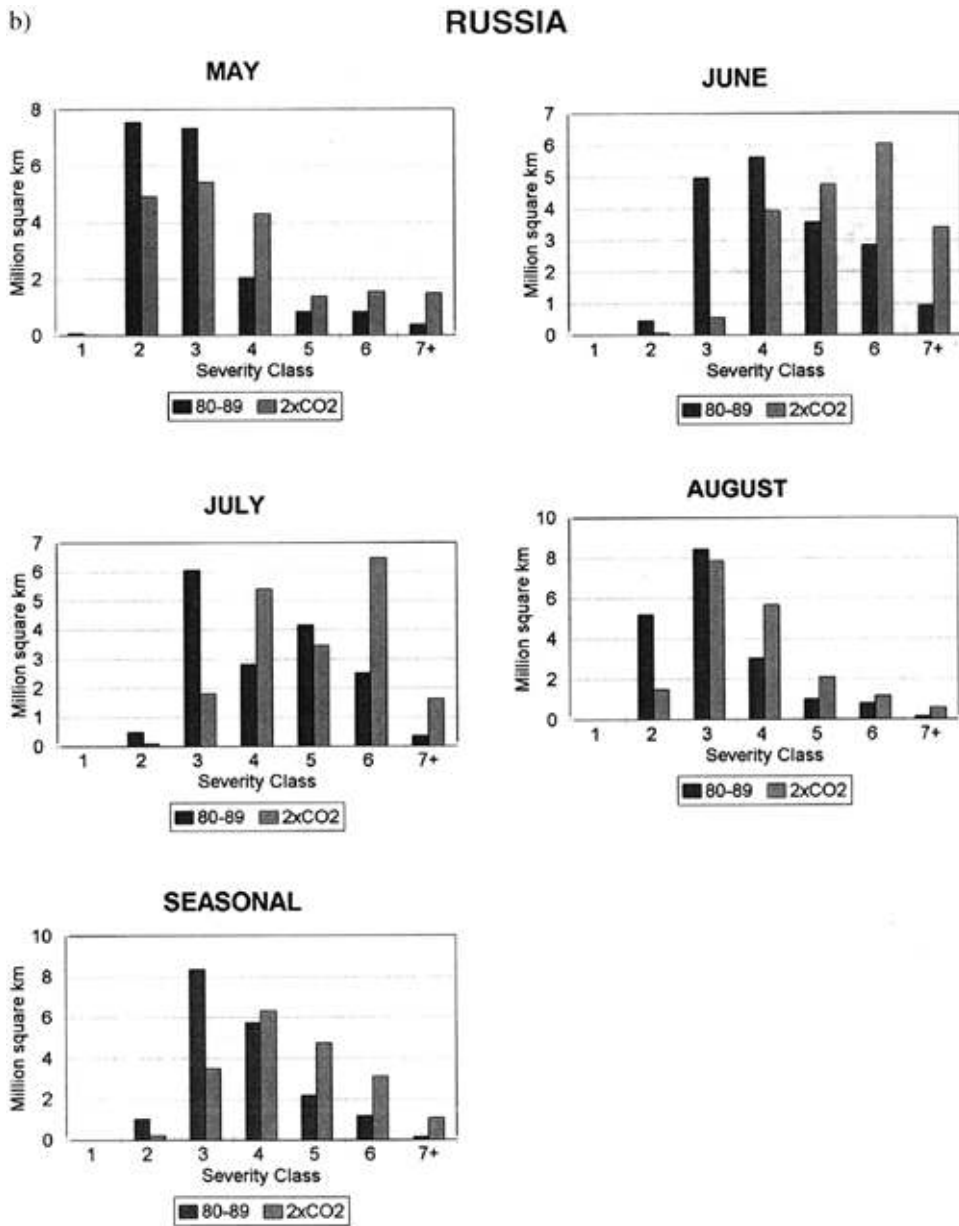 b)
RUSSIA
MAY
Million square km
8
6
4
2
0
1 2 3 4 5 6 7+
Severity Class
80-89 2xCO2
JUNE
Million square km
7
6
5
4
3
2
1
0
1 2 3 4 5 6 7+
Severity Class
80-89 2xCO2
JULY
Million square km
7
6
5
4
3
2
1
0
1 2 3 4 5 6 7+
Severity Class
80-89 2xCO2
AUGUST
Million square km
10
8
6
4
2
0
1 2 3 4 5 6 7+
Severity Class
80-89 2xCO2
SEASONAL
Million square km
10
8
6
4
2
0
1 2 3 4 5 6 7+
Severity Class
80-89 2xCO2